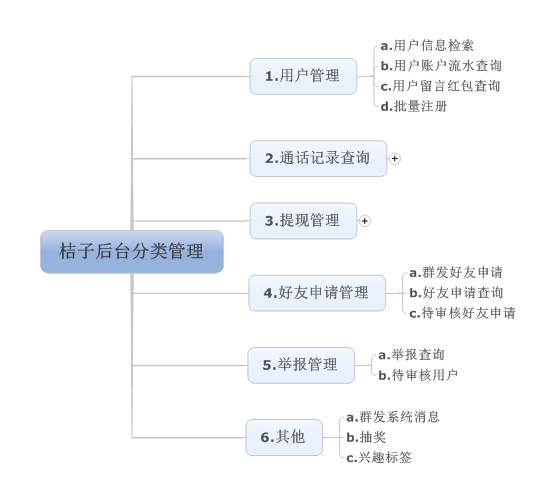 桔子后台分类管理
1.用户管理
a.用户信息检索
b.用户账户流水查询
c.用户留言红包查询
d.批量注册
2.通话记录查询
3.提现管理
4.好友申请管理
a.群发好友申请
b.好友申请查询
c.待审核好友申请
5.举报管理
a.举报查询
b.待审核用户
6.其他
a.群发系统消息
b.抽奖
c.兴趣标签